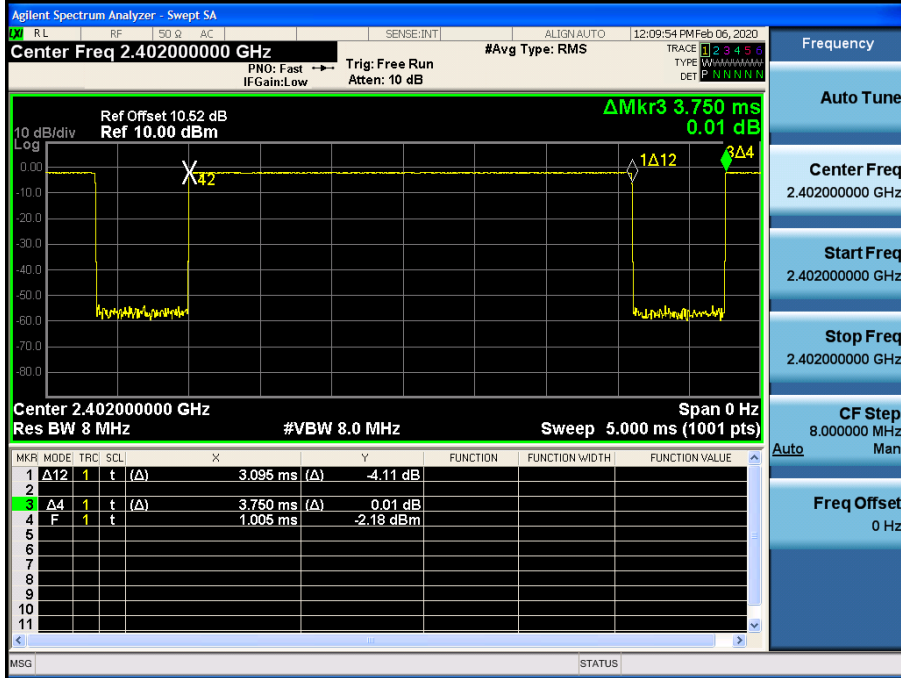 Agilent Spectrum Analyzer - Swept SA
LXI RL RF 50 Ω AC SENSE:INT ALIGN AUTO 12:09:54 PM Feb 06, 2020
Center Freq 2.402000000 GHz
PNO: Fast
IFGain:Low
Trig: Free Run
Atten: 10 dB
#Avg Type: RMS
TRACE 1 2 3 4 5 6
TYPE WWWWWW
DET P N N N N N
Frequency
Auto Tune
Center Freq
2.402000000 GHz
Start Freq
2.402000000 GHz
Stop Freq
2.402000000 GHz
CF Step
8.000000 MHz
Auto Man
Freq Offset
0 Hz
ΔMkr3 3.750 ms
0.01 dB
Ref Offset 10.52 dB
Ref 10.00 dBm
10 dB/div
Log
0.00
-10.0
-20.0
-30.0
-40.0
-50.0
-60.0
-70.0
-80.0
1Δ12
3Δ4
Center 2.402000000 GHz Span 0 Hz
Res BW 8 MHz #VBW 8.0 MHz Sweep 5.000 ms (1001 pts)
MKR MODE TRC SCL X Y FUNCTION FUNCTION WIDTH FUNCTION VALUE
1 Δ12 1 t (Δ) 3.095 ms (Δ) -4.11 dB
2
3 Δ4 1 t (Δ) 3.750 ms (Δ) 0.01 dB
4 F 1 t 1.005 ms -2.18 dBm
5
6
7
8
9
10
11
MSG STATUS